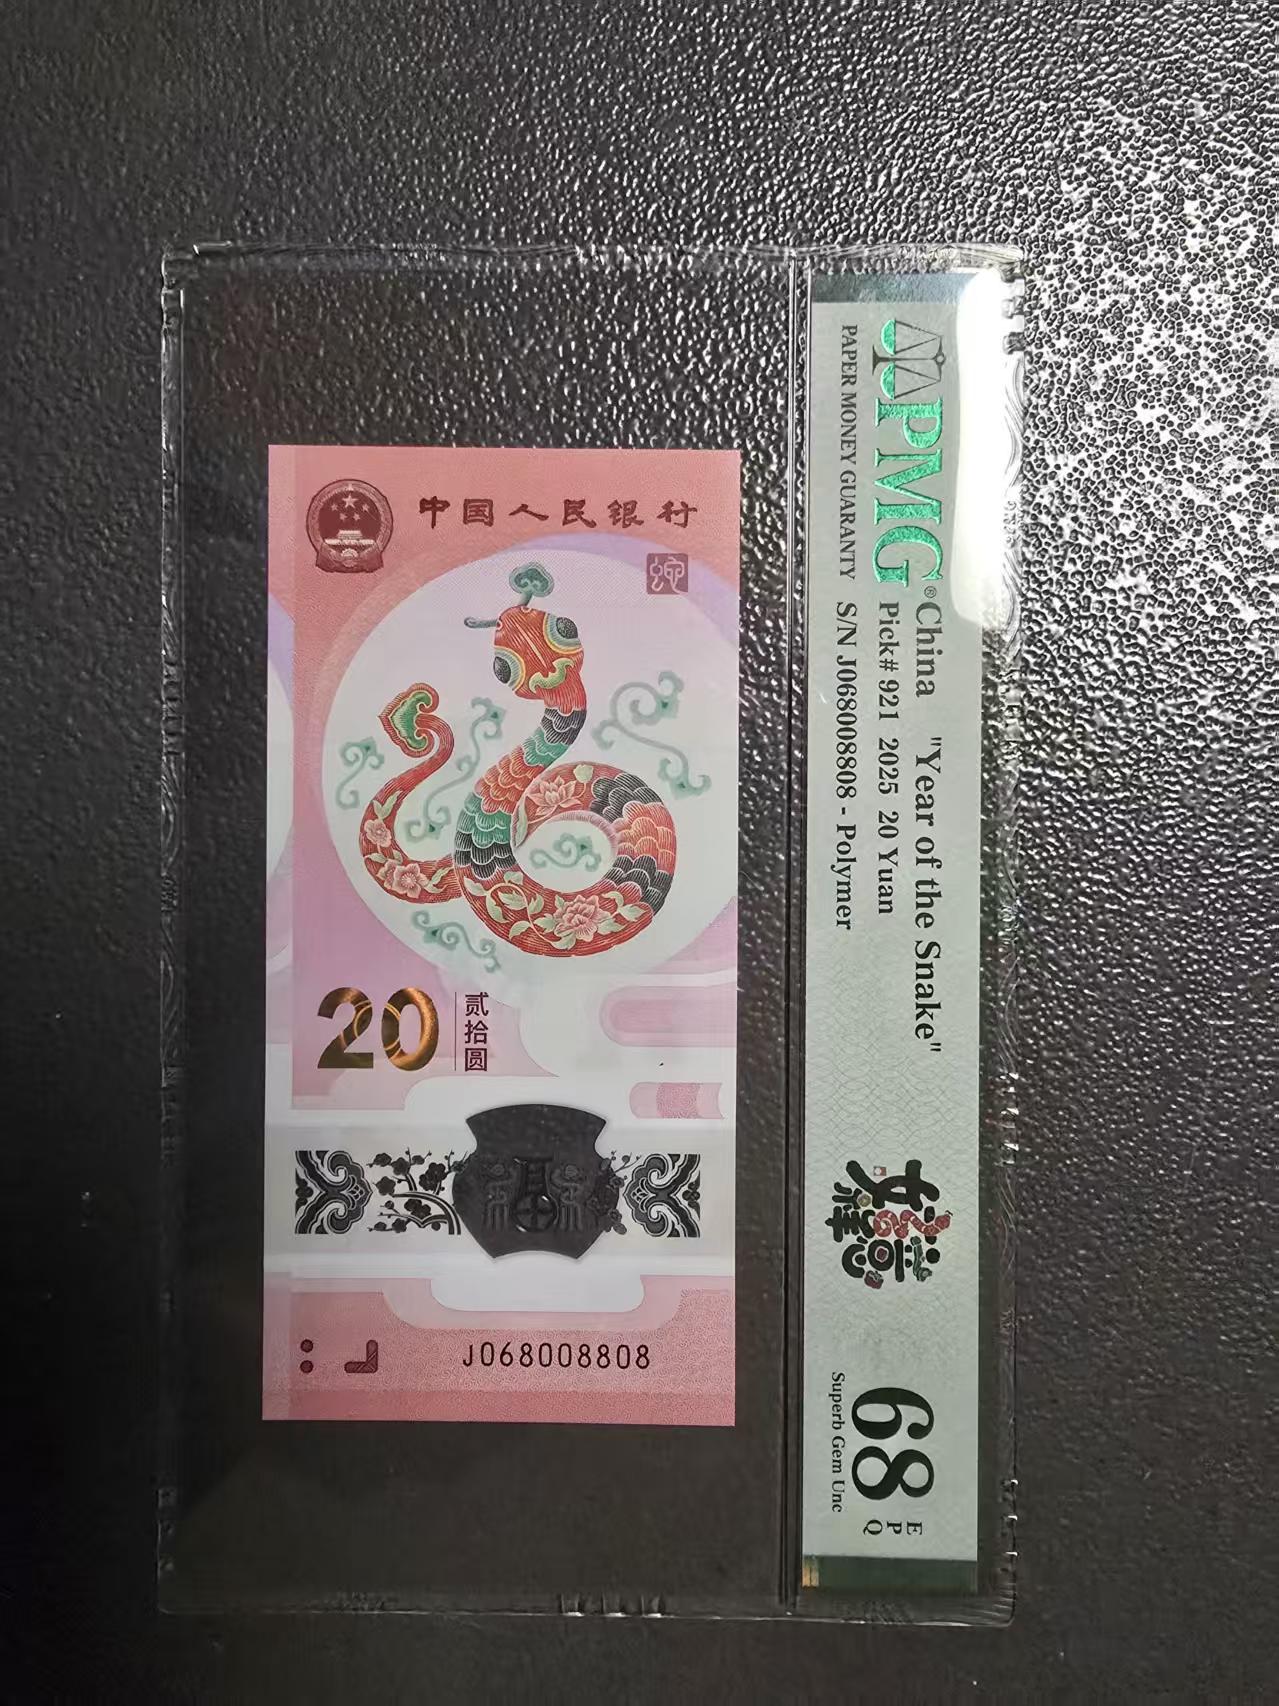 中国人民银行
蛇
20
贰拾圆
J068008808
PMG®
PAPER MONEY GUARANTY
China "Year of the Snake"
Pick# 921 2025 20 Yuan
S/N J068008808 - Polymer
68
EPQ
Superb Gem Unc